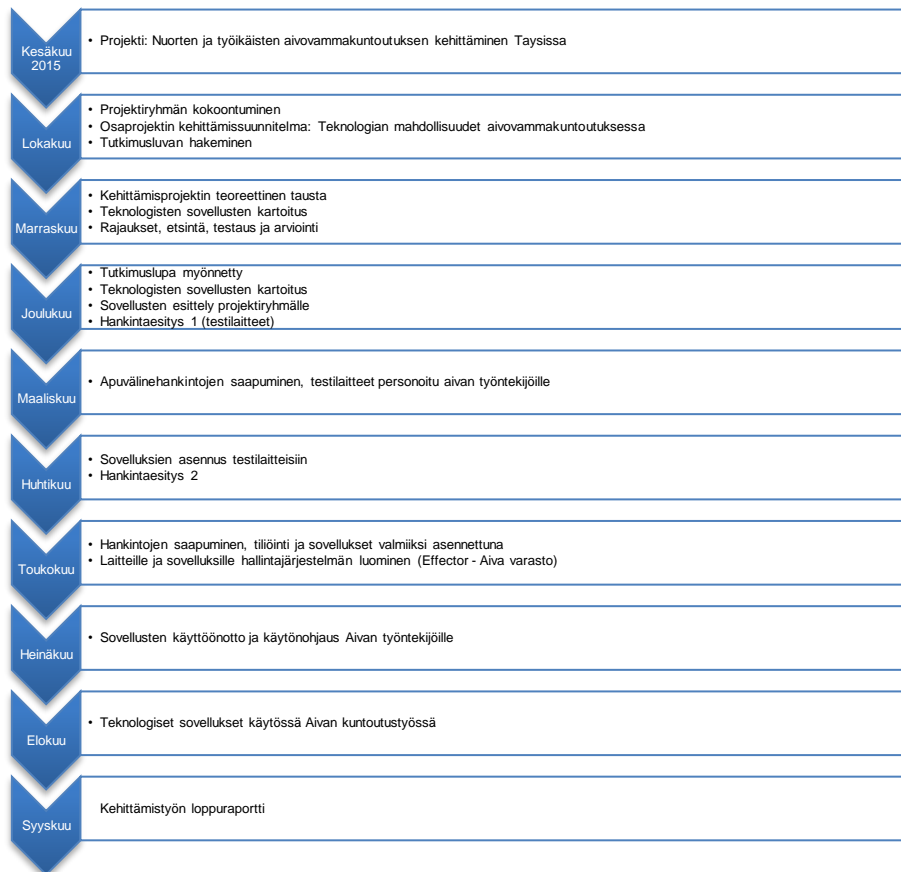 Kesäkuu
2015
• Projekti: Nuorten ja työikäisten aivovammakuntoutuksen kehittäminen Taysissa
Lokakuu
• Projektiryhmän kokoontuminen
• Osaprojektin kehittämissuunnitelma: Teknologian mahdollisuudet aivovammakuntoutuksessa
• Tutkimusluvan hakeminen
Marraskuu
• Kehittämisprojektin teoreettinen tausta
• Teknologisten sovellusten kartoitus
• Rajaukset, etsintä, testaus ja arviointi
Joulukuu
• Tutkimuslupa myönnetty
• Teknologisten sovellusten kartoitus
• Sovellusten esittely projektiryhmälle
• Hankintaesitys 1 (testilaitteet)
Maaliskuu
• Apuvälinehankintojen saapuminen, testilaitteet personoitu aivan työntekijöille
Huhtikuu
• Sovelluksien asennus testilaitteisiin
• Hankintaesitys 2
Toukokuu
• Hankintojen saapuminen, tiliöinti ja sovellukset valmiiksi asennettuna
• Laitteille ja sovelluksille hallintajärjestelmän luominen (Effector - Aiva varasto)
Heinäkuu
• Sovellusten käyttöönotto ja käytönohjaus Aivan työntekijöille
Elokuu
• Teknologiset sovellukset käytössä Aivan kuntoutustyössä
Syyskuu
Kehittämistyön loppuraportti